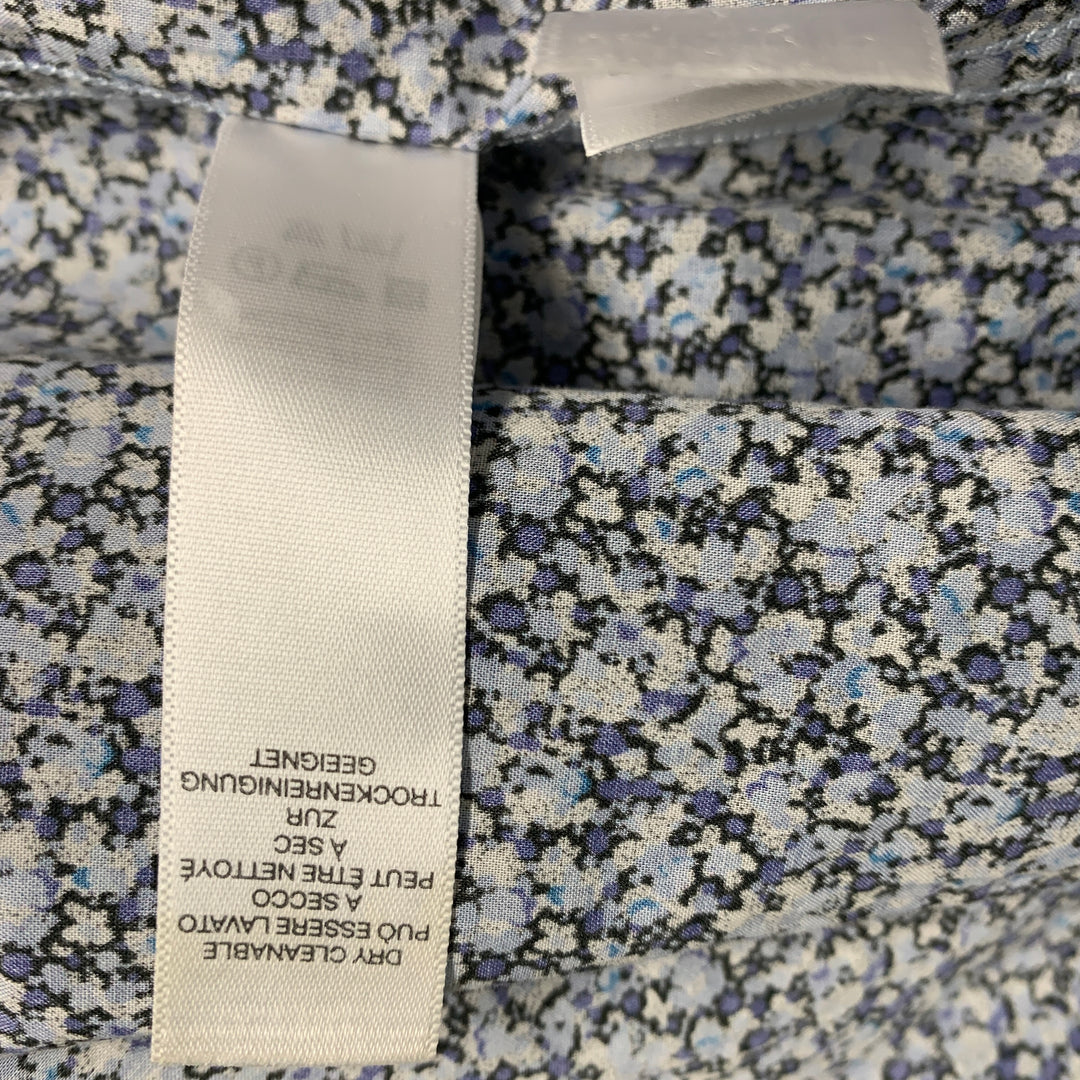 DRY CLEANABLE
PUÒ ESSERE LAVATO
A SECCO
PEUT ÊTRE NETTOYÉ
À SEC
ZUR
TROCKENREINIGUNG
GEEIGNET